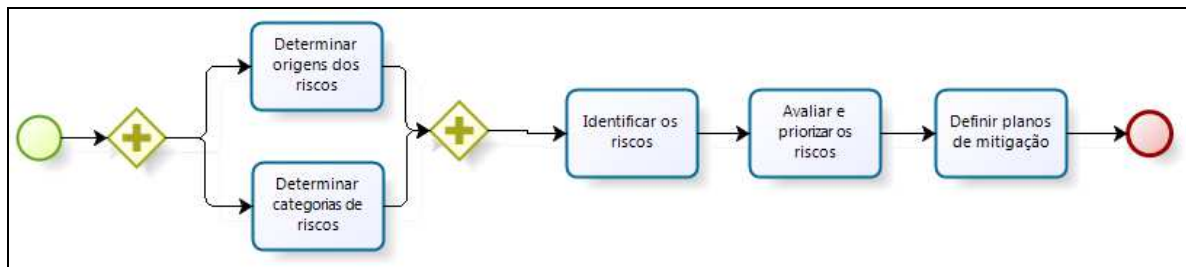 Determinar
origens dos
riscos
Determinar
categorias de
riscos
Identificar os
riscos
Avaliar e
priorizar os
riscos
Definir planos
de mitigação